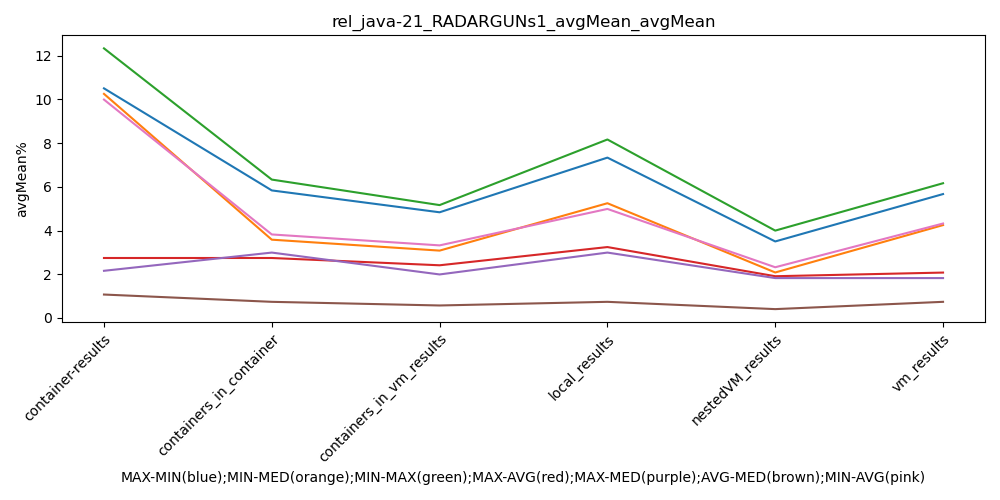 rel_java-21_RADARGUNs1_avgMean_avgMean
avgMean%
12
10
8
6
4
2
0
container-results
containers_in_container
containers_in_vm_results
local_results
nestedVM_results
vm_results
MAX-MIN(blue);MIN-MED(orange);MIN-MAX(green);MAX-AVG(red);MAX-MED(purple);AVG-MED(brown);MIN-AVG(pink)